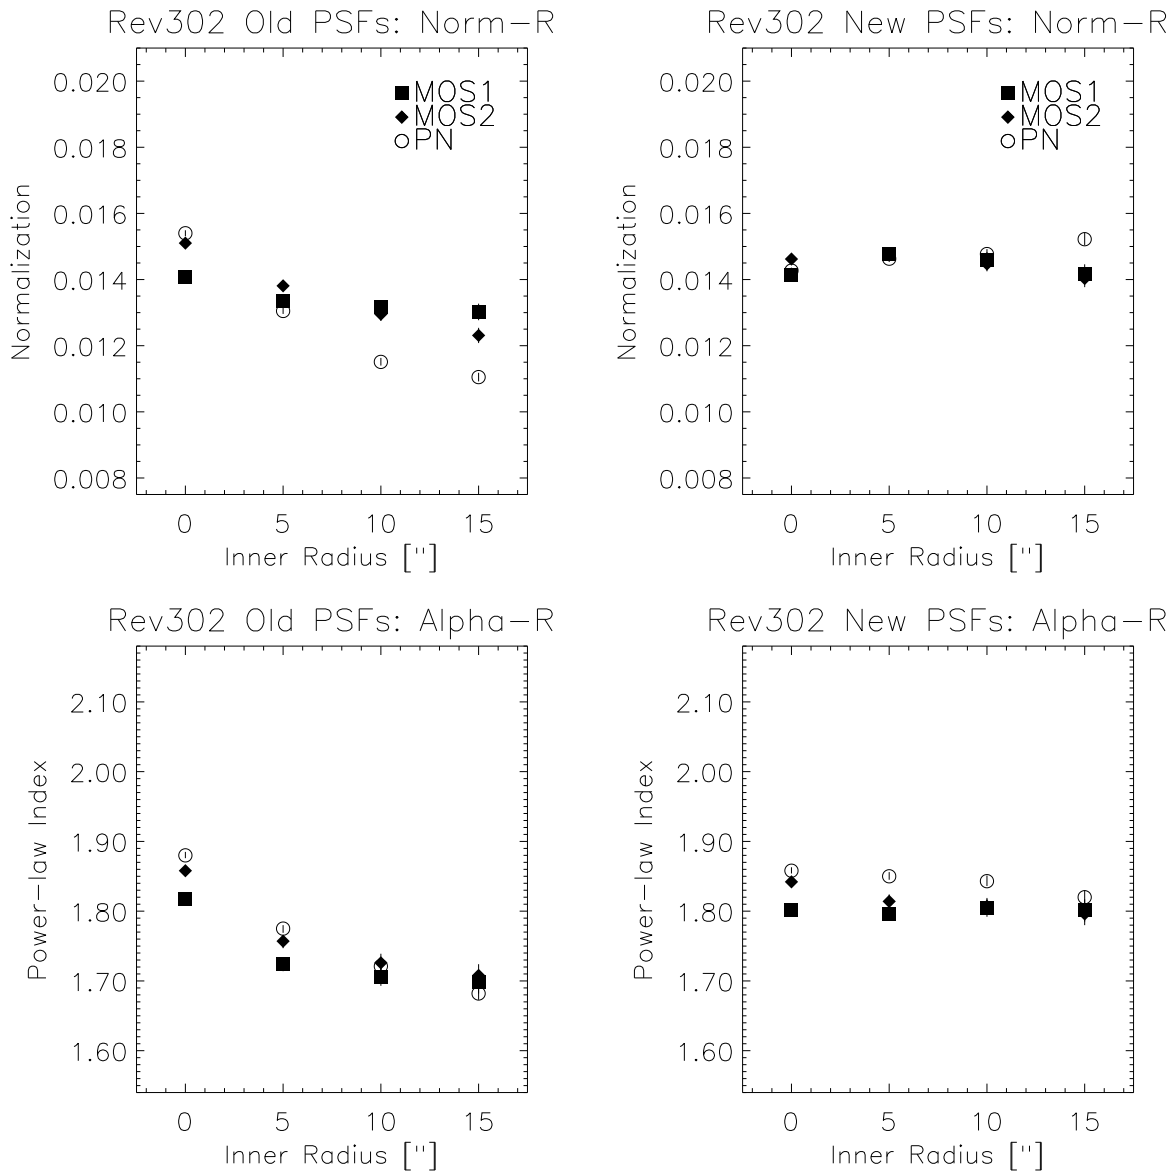 Rev302 Old PSFs: Norm-R
0.020
0.018
0.016
0.014
0.012
0.010
0.008
Normalization
MOS1
MOS2
PN
0 5 10 15
Inner Radius ["]
Rev302 New PSFs: Norm-R
0.020
0.018
0.016
0.014
0.012
0.010
0.008
Normalization
MOS1
MOS2
PN
0 5 10 15
Inner Radius ["]
Rev302 Old PSFs: Alpha-R
2.10
2.00
1.90
1.80
1.70
1.60
Power-law Index
0 5 10 15
Inner Radius ["]
Rev302 New PSFs: Alpha-R
2.10
2.00
1.90
1.80
1.70
1.60
Power-law Index
0 5 10 15
Inner Radius ["]